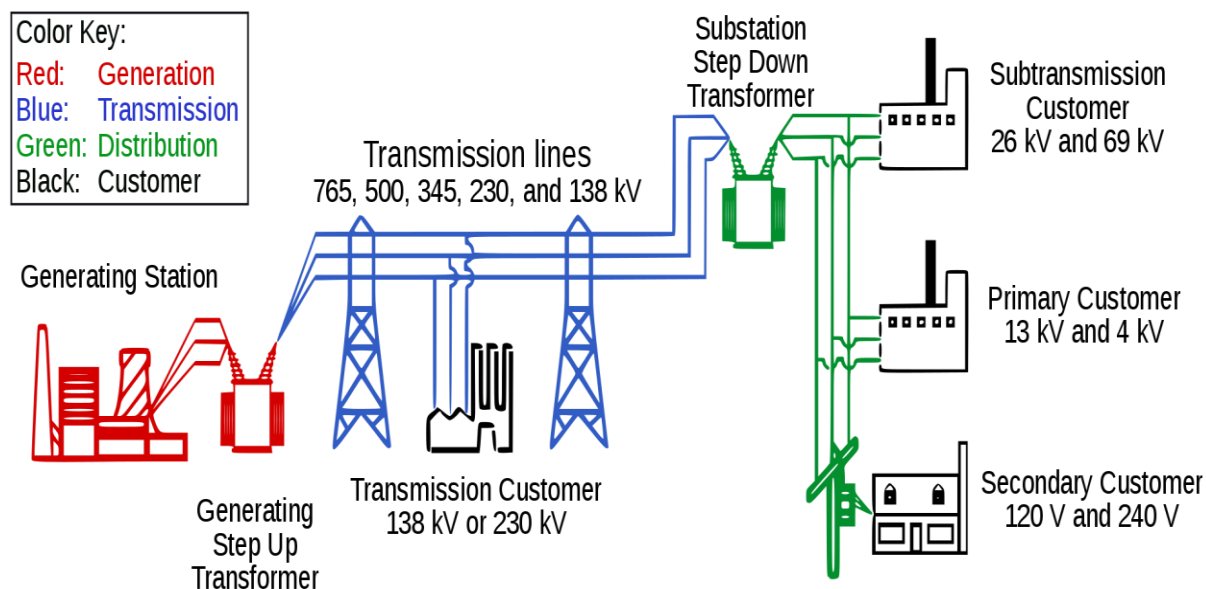 Color Key:
Red: Generation
Blue: Transmission
Green: Distribution
Black: Customer
Substation
Step Down
Transformer
Subtransmission
Customer
26 kV and 69 kV
Transmission lines
765, 500, 345, 230, and 138 kV
Generating Station
Primary Customer
13 kV and 4 kV
Transmission Customer
138 kV or 230 kV
Secondary Customer
120 V and 240 V
Generating
Step Up
Transformer